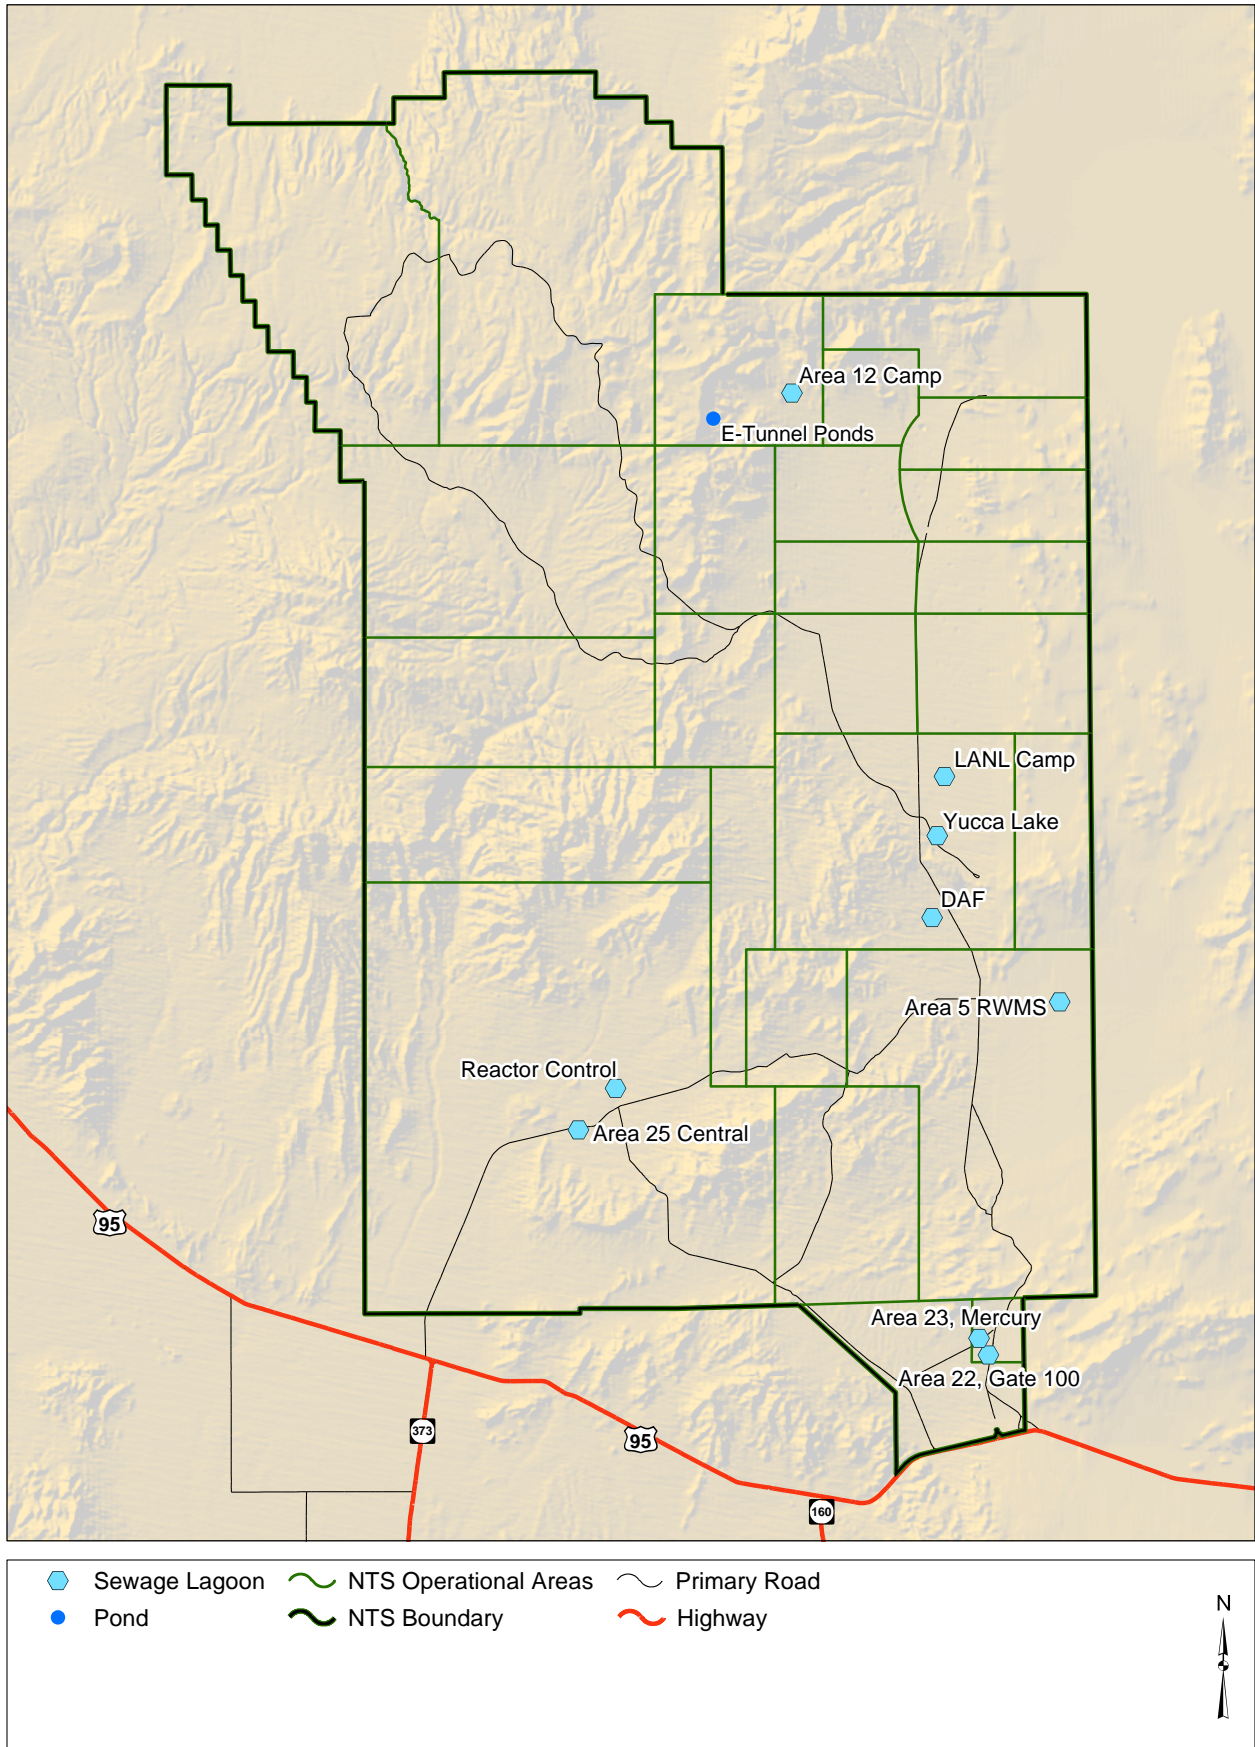 Area 12 Camp
E-Tunnel Ponds
LANL Camp
Yucca Lake
DAF
Area 5 RWMS
Reactor Control
Area 25 Central
95
Area 23, Mercury
Area 22, Gate 100
373
95
160
Sewage Lagoon
NTS Operational Areas
Primary Road
Pond
NTS Boundary
Highway
N